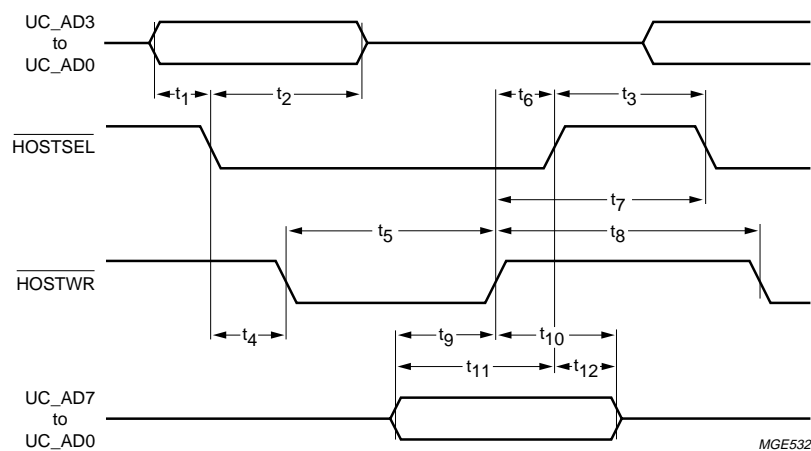 UC_AD3
to
UC_AD0
t1
t2
t6
t3
HOSTSEL
t7
t5
t8
HOSTWR
t4
t9
t10
t11
t12
UC_AD7
to
UC_AD0
MGE532